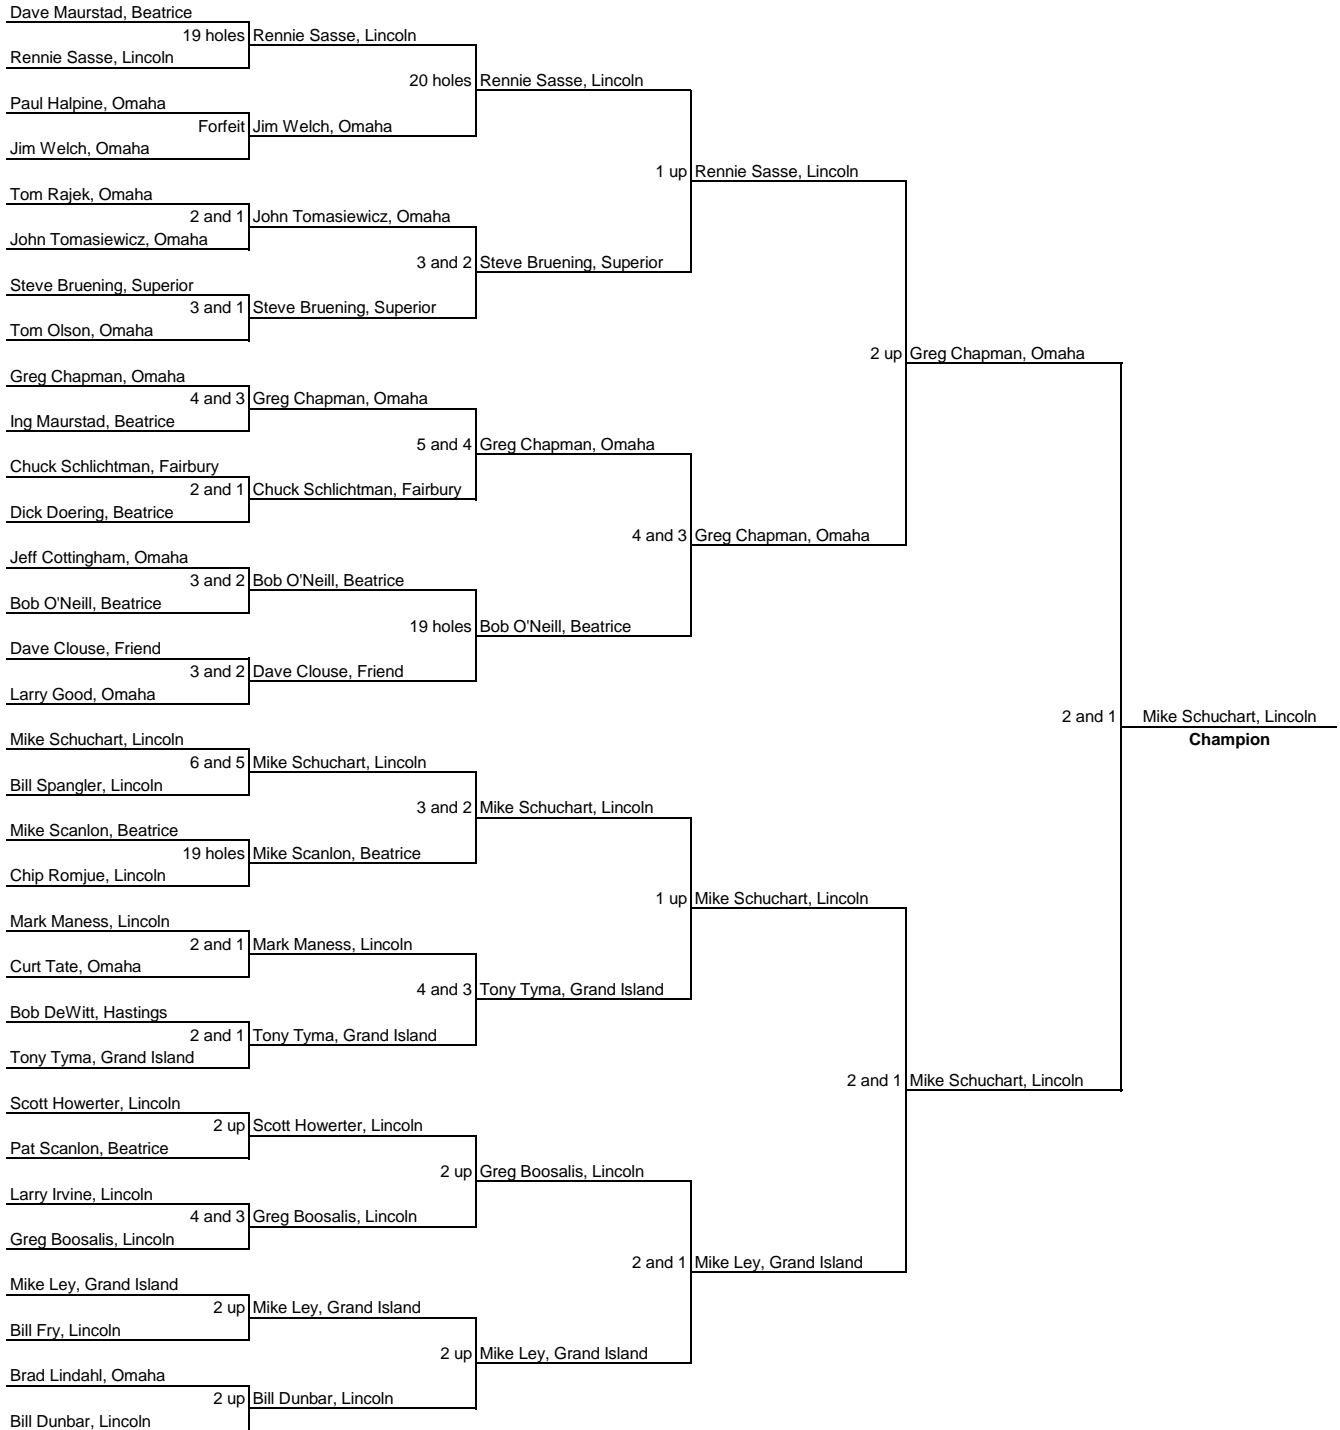 Dave Maurstad, Beatrice
19 holes Rennie Sasse, Lincoln
Rennie Sasse, Lincoln
20 holes Rennie Sasse, Lincoln
Paul Halpine, Omaha
Forfeit Jim Welch, Omaha
Jim Welch, Omaha
1 up Rennie Sasse, Lincoln
Tom Rajek, Omaha
2 and 1 John Tomasiewicz, Omaha
John Tomasiewicz, Omaha
3 and 2 Steve Bruening, Superior
Steve Bruening, Superior
3 and 1 Steve Bruening, Superior
Tom Olson, Omaha
2 up Greg Chapman, Omaha
Greg Chapman, Omaha
4 and 3 Greg Chapman, Omaha
Ing Maurstad, Beatrice
5 and 4 Greg Chapman, Omaha
Chuck Schlichtman, Fairbury
2 and 1 Chuck Schlichtman, Fairbury
Dick Doering, Beatrice
4 and 3 Greg Chapman, Omaha
Jeff Cottingham, Omaha
3 and 2 Bob O'Neill, Beatrice
Bob O'Neill, Beatrice
19 holes Bob O'Neill, Beatrice
Dave Clouse, Friend
3 and 2 Dave Clouse, Friend
Larry Good, Omaha
2 and 1 Mike Schuchart, Lincoln
Champion
Mike Schuchart, Lincoln
6 and 5 Mike Schuchart, Lincoln
Bill Spangler, Lincoln
3 and 2 Mike Schuchart, Lincoln
Mike Scanlon, Beatrice
19 holes Mike Scanlon, Beatrice
Chip Romjue, Lincoln
1 up Mike Schuchart, Lincoln
Mark Maness, Lincoln
2 and 1 Mark Maness, Lincoln
Curt Tate, Omaha
4 and 3 Tony Tyma, Grand Island
Bob DeWitt, Hastings
2 and 1 Tony Tyma, Grand Island
Tony Tyma, Grand Island
2 and 1 Mike Schuchart, Lincoln
Scott Howerter, Lincoln
2 up Scott Howerter, Lincoln
Pat Scanlon, Beatrice
2 up Greg Boosalis, Lincoln
Larry Irvine, Lincoln
4 and 3 Greg Boosalis, Lincoln
Greg Boosalis, Lincoln
2 and 1 Mike Ley, Grand Island
Mike Ley, Grand Island
2 up Mike Ley, Grand Island
Bill Fry, Lincoln
2 up Mike Ley, Grand Island
Brad Lindahl, Omaha
2 up Bill Dunbar, Lincoln
Bill Dunbar, Lincoln